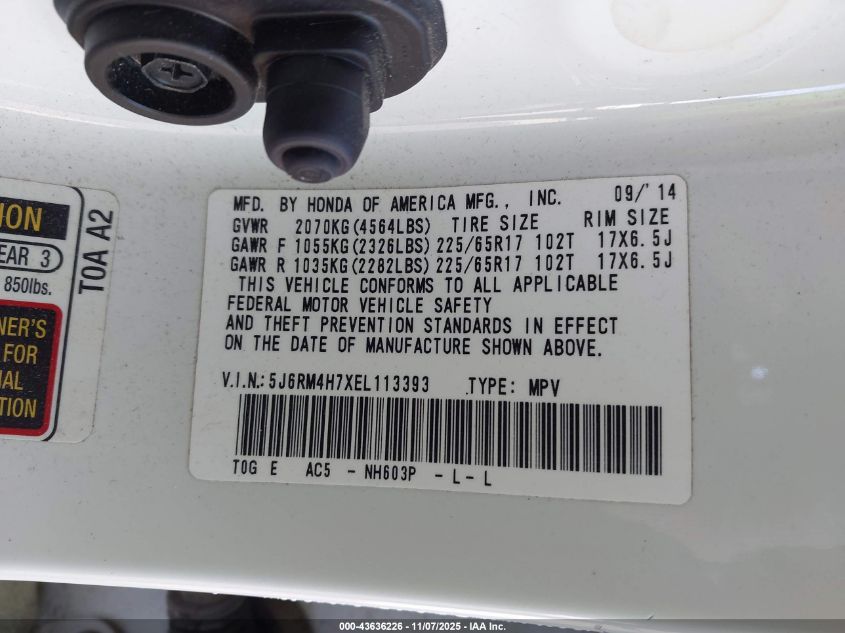 ION
EAR 3
850lbs.
NER'S
FOR
IAL
TION
T0A A2
MFD. BY HONDA OF AMERICA MFG., INC. 09/'14
GVWR 2070KG(4564LBS) TIRE SIZE RIM SIZE
GAWR F 1055KG(2326LBS) 225/65R17 102T 17X6.5J
GAWR R 1035KG(2282LBS) 225/65R17 102T 17X6.5J
THIS VEHICLE CONFORMS TO ALL APPLICABLE
FEDERAL MOTOR VEHICLE SAFETY
AND THEFT PREVENTION STANDARDS IN EFFECT
ON THE DATE OF MANUFACTURE SHOWN ABOVE.
V.I.N.:5J6RM4H7XEL113393 TYPE: MPV
T0G E AC5 - NH603P - L- L
000-43636226 - 11/07/2025 - IAA Inc.